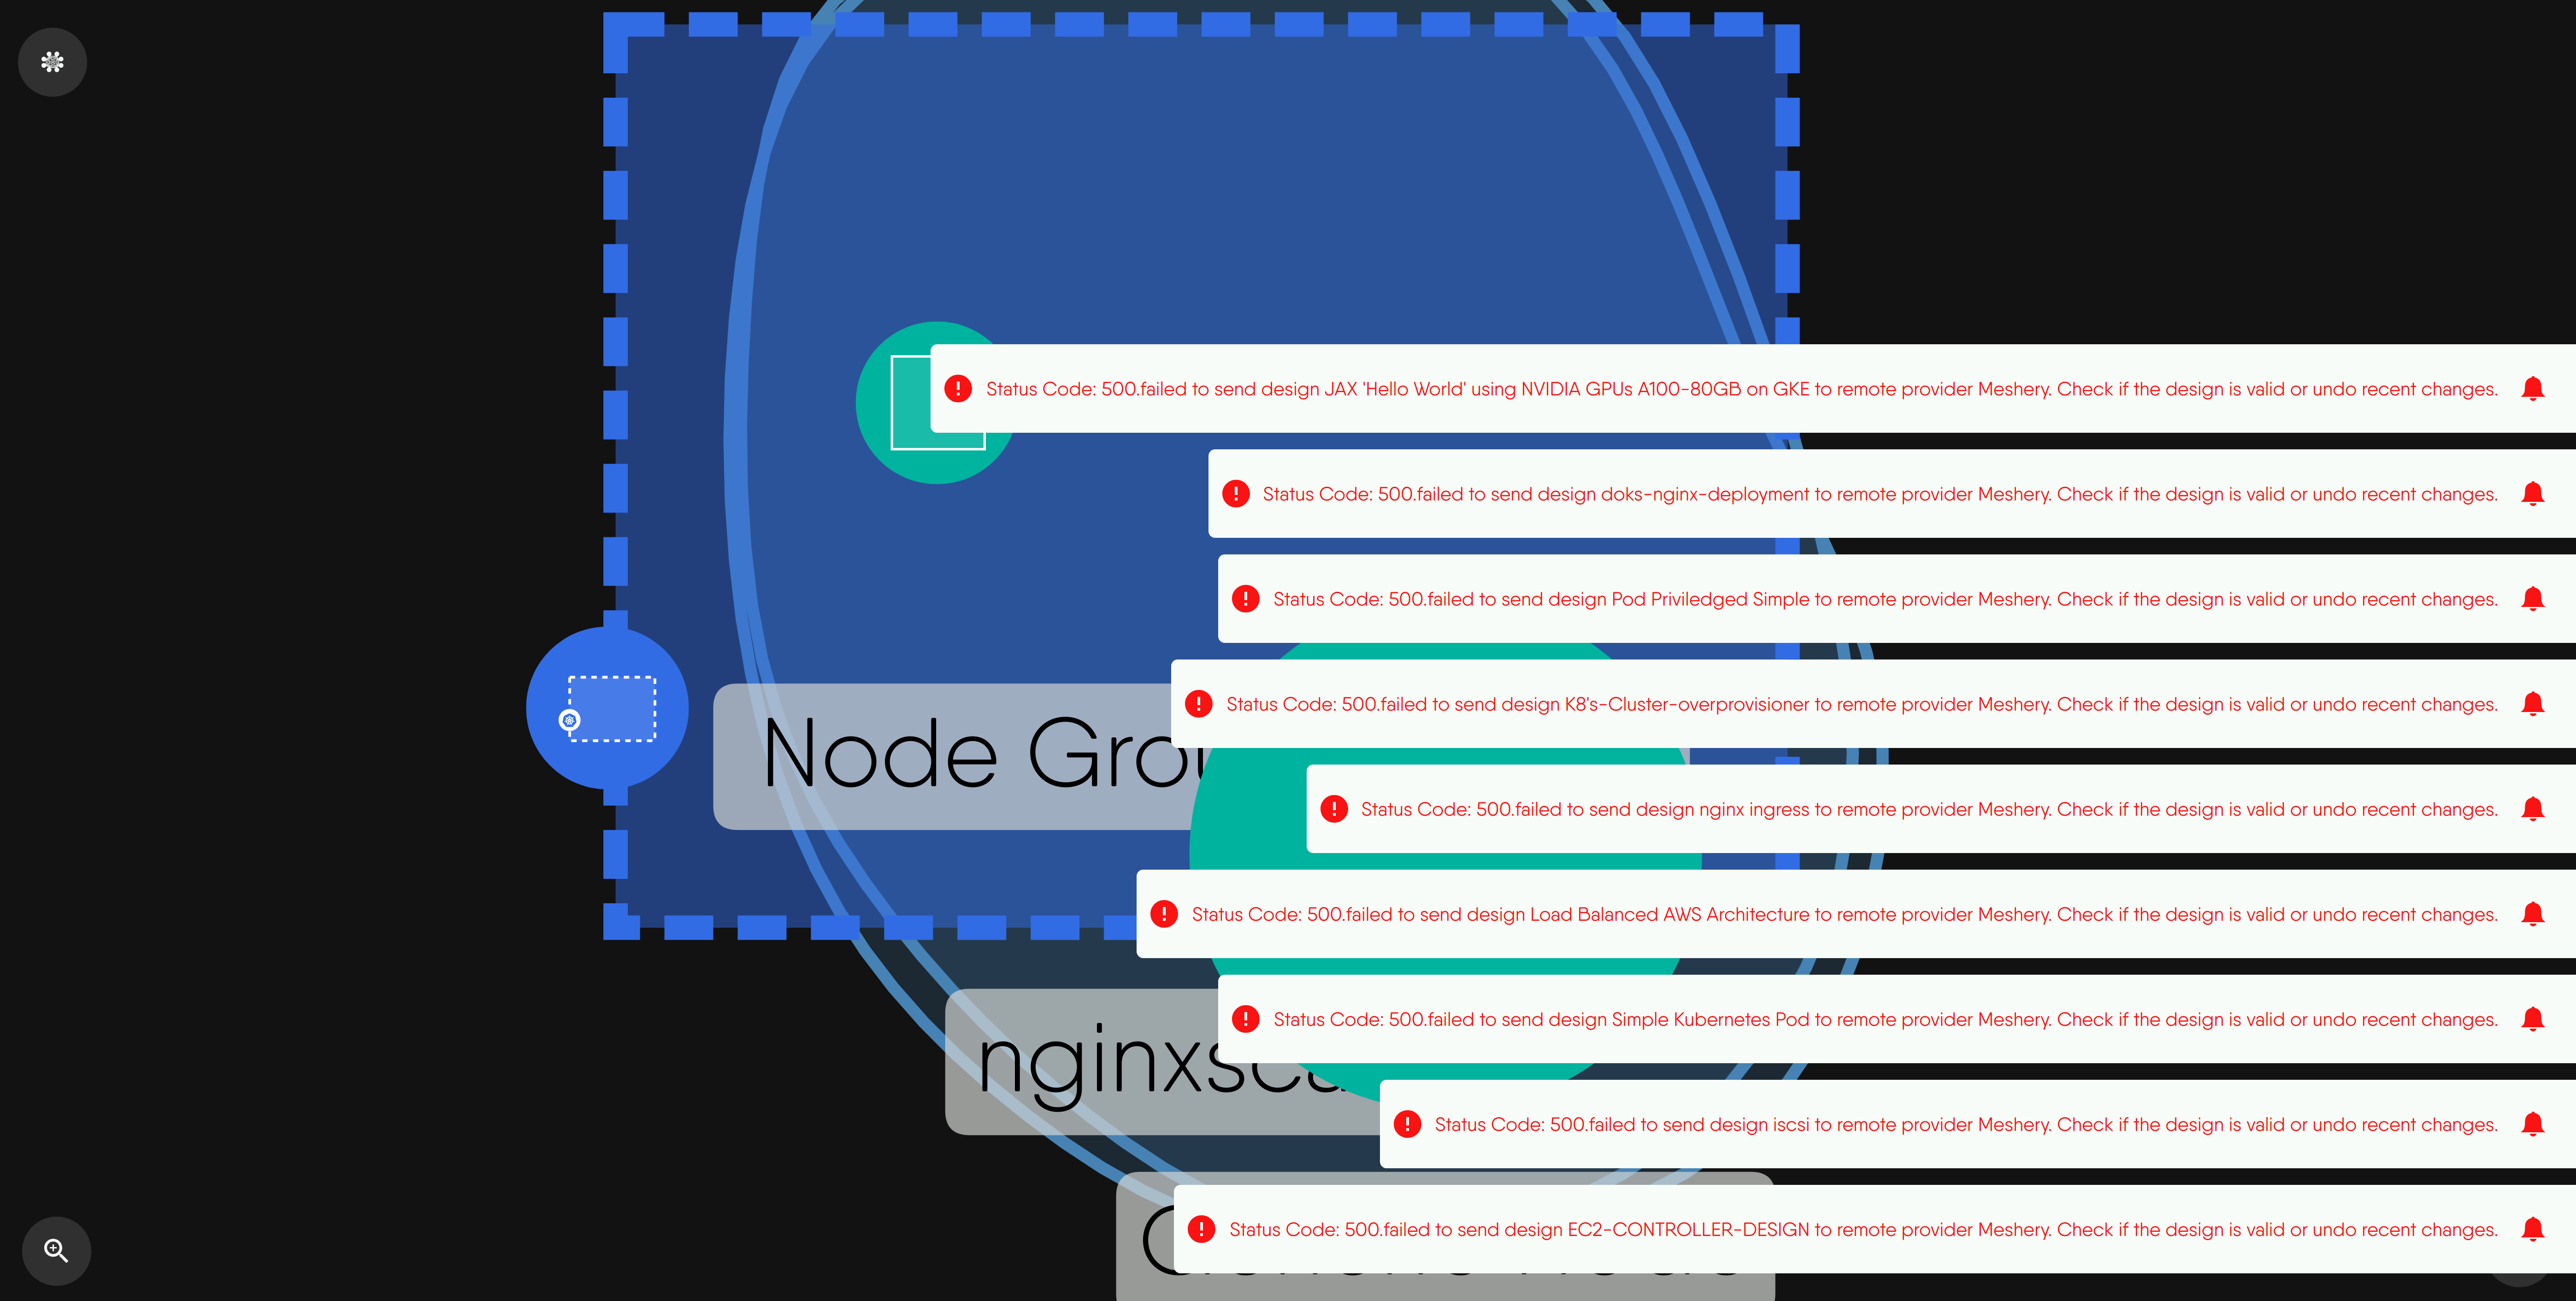 Status Code: 500.failed to send design JAX 'Hello World' using NVIDIA GPUs A100-80GB on GKE to remote provider Meshery. Check if the design is valid or undo recent changes.
Status Code: 500.failed to send design doks-nginx-deployment to remote provider Meshery. Check if the design is valid or undo recent changes.
Status Code: 500.failed to send design Pod Priviledged Simple to remote provider Meshery. Check if the design is valid or undo recent changes.
Status Code: 500.failed to send design K8's-Cluster-overprovisioner to remote provider Meshery. Check if the design is valid or undo recent changes.
Node
Status Code: 500.failed to send design nginx ingress to remote provider Meshery. Check if the design is valid or undo recent changes.
Status Code: 500.failed to send design Load Balanced AWS Architecture to remote provider Meshery. Check if the design is valid or undo recent changes.
Status Code: 500.failed to send design Simple Kubernetes Pod to remote provider Meshery. Check if the design is valid or undo recent changes.
Status Code: 500.failed to send design iscsi to remote provider Meshery. Check if the design is valid or undo recent changes.
Status Code: 500.failed to send design EC2-CONTROLLER-DESIGN to remote provider Meshery. Check if the design is valid or undo recent changes.